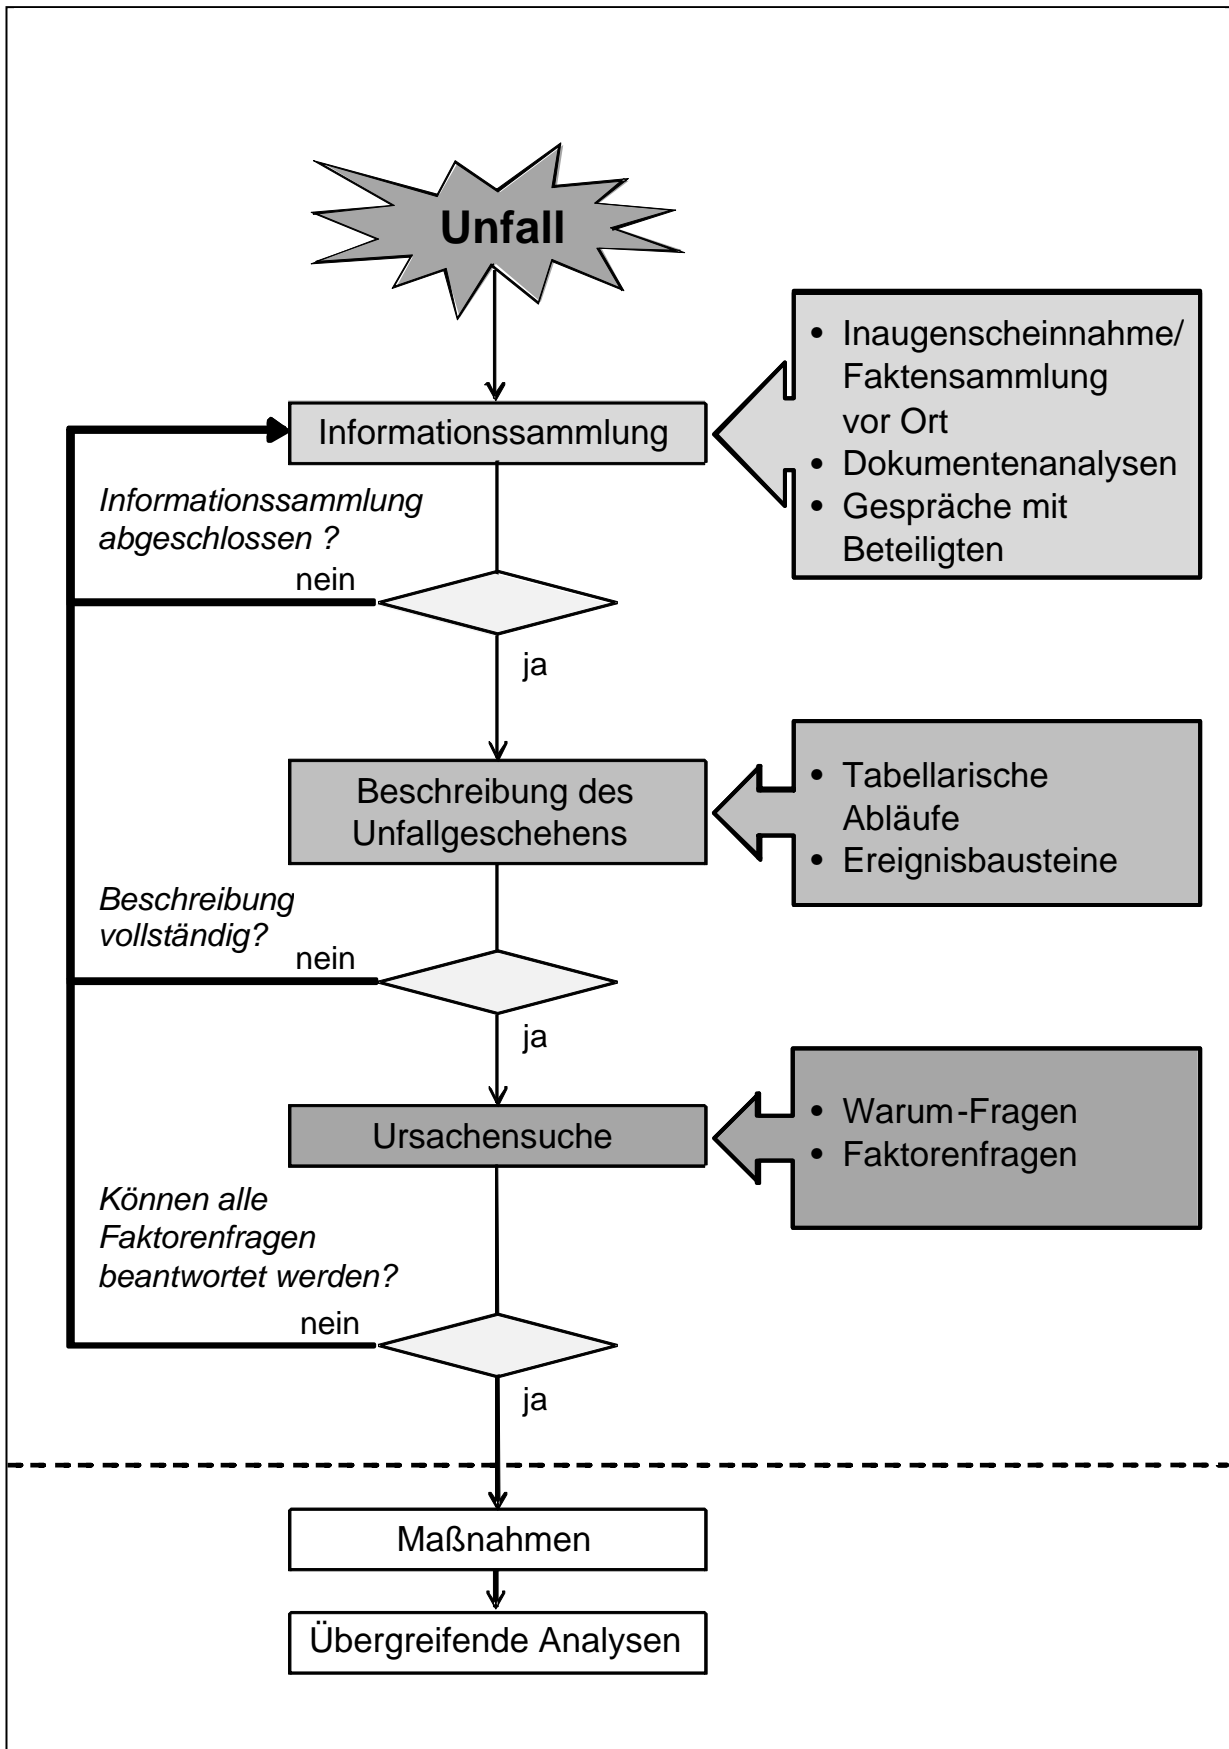 Unfall
Informationssammlung
• Inaugenscheinnahme/
Faktensammlung
vor Ort
• Dokumentenanalysen
• Gespräche mit
Beteiligten
Informationssammlung
abgeschlossen ?
nein
ja
Beschreibung des
Unfallgeschehens
• Tabellarische
Abläufe
• Ereignisbausteine
Beschreibung
vollständig?
nein
ja
Ursachensuche
• Warum-Fragen
• Faktorenfragen
Können alle
Faktorenfragen
beantwortet werden?
nein
ja
Maßnahmen
Übergreifende Analysen